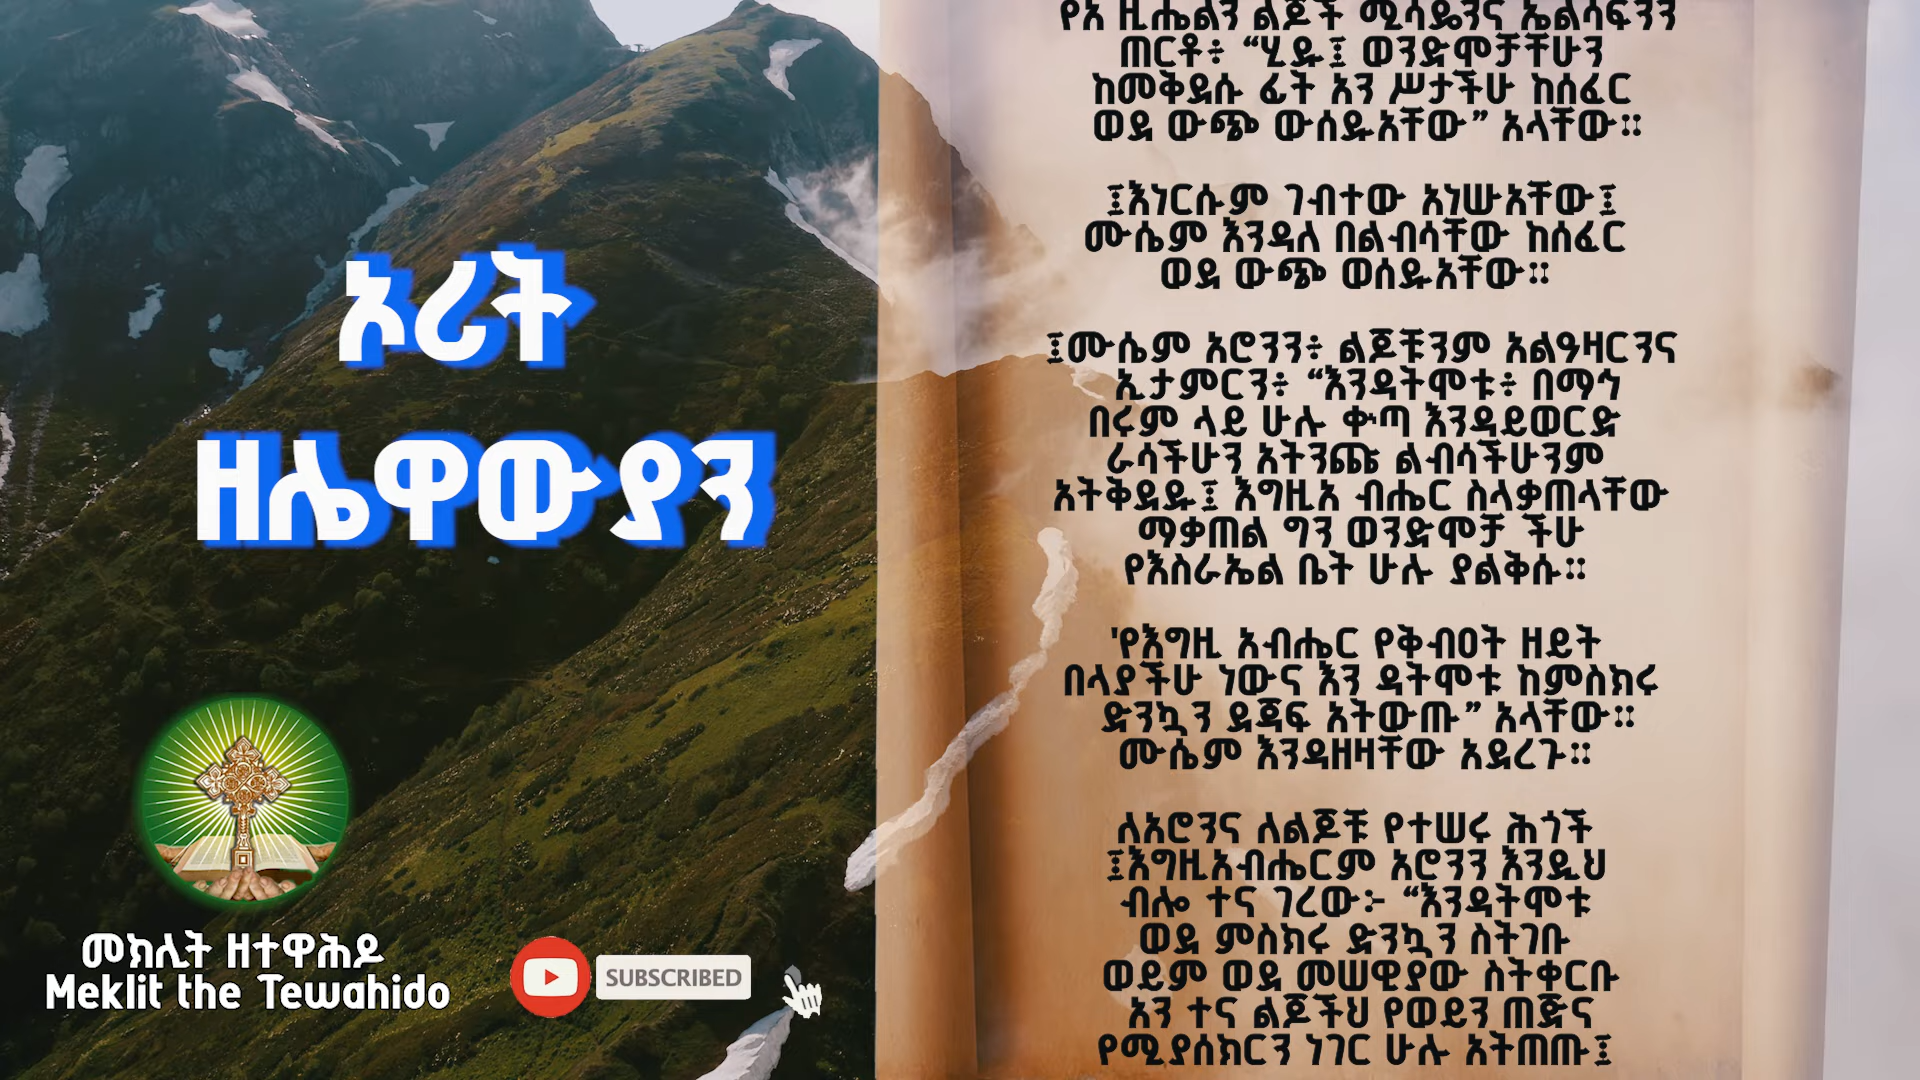 ኦሪት
ዘሌዋውያን
መክሊት ዘተዋሕዶ
Meklit the Tewahido
SUBSCRIBED
የአ ዚሔልን ልጆች ሚሳዴንና ኤልሳፍንን
ጠርቶ፥ “ሂ ዱ፤ ወንድሞቻችሁን
ከመቅደሱ ፊት አን ሥታችሁ ከሰፈር
ወደ ውጭ ውሰዱአቸው” አላቸው።
፤እነርሱም ገብተው አነሡአቸው፤
ሙሴም እንዳለ በልብሳቸው ከሰፈር
ወደ ውጭ ወሰዱአቸው።
፤ሙሴም አሮንን፥ ልጆቹንም አልዓዛርንና
ኢታምርን፥ “እንዳትሞቱ፥ በማኅ
በሩም ላይ ሁሉ ቍጣ እንዳይወርድ
ራሳችሁን አትንጩ ልብሳችሁንም
አትቅደዱ፤ እግዚአ ብሔር ስላቃጠላቸው
ማቃጠል ግን ወንድሞቻ ችሁ
የእስራኤል ቤት ሁሉ ያልቅሱ።
'የእግዚ አብሔር የቅብዐት ዘይት
በላያችሁ ነውና እን ዳትሞቱ ከምስክሩ
ድንኳን ደጃፍ አትውጡ” አላቸው።
ሙሴም እንዳዘዛቸው አደረጉ።
ለአሮንና ለልጆቹ የተሠሩ ሕጎች
፤እግዚአብሔርም አሮንን እንዲህ
ብሎ ተና ገረው፦ “እንዳትሞቱ
ወደ ምስክሩ ድንኳን ስትገቡ
ወይም ወደ መሠዊያው ስትቀርቡ
አን ተና ልጆችህ የወይን ጠጅና
የሚያሰክርን ነገር ሁሉ አትጠጡ፤